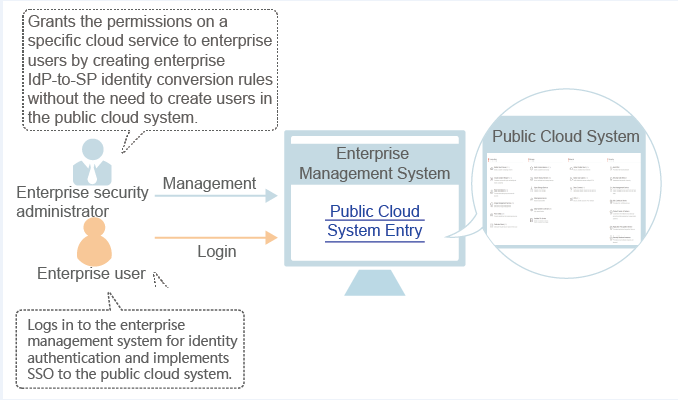 Grants the permissions on a
specific cloud service to enterprise
users by creating enterprise
IdP-to-SP identity conversion rules
without the need to create users in
the public cloud system.
Enterprise security
administrator
Management
Enterprise
Management System
Public Cloud
System Entry
Public Cloud System
Login
Enterprise user
Logs in to the enterprise
management system for identity
authentication and implements
SSO to the public cloud system.